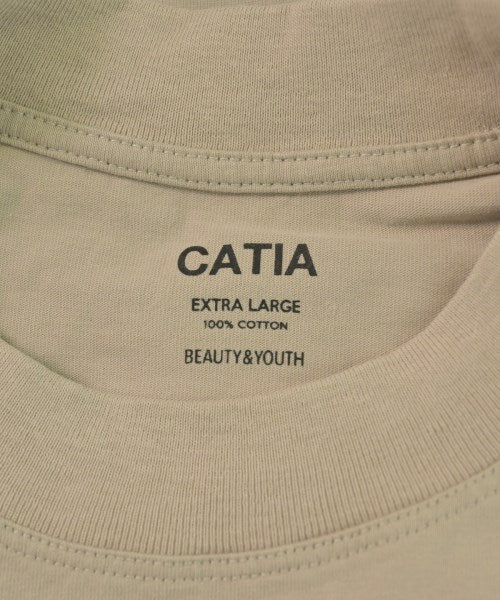 CATIA
EXTRA LARGE
100% COTTON
BEAUTY&YOUTH